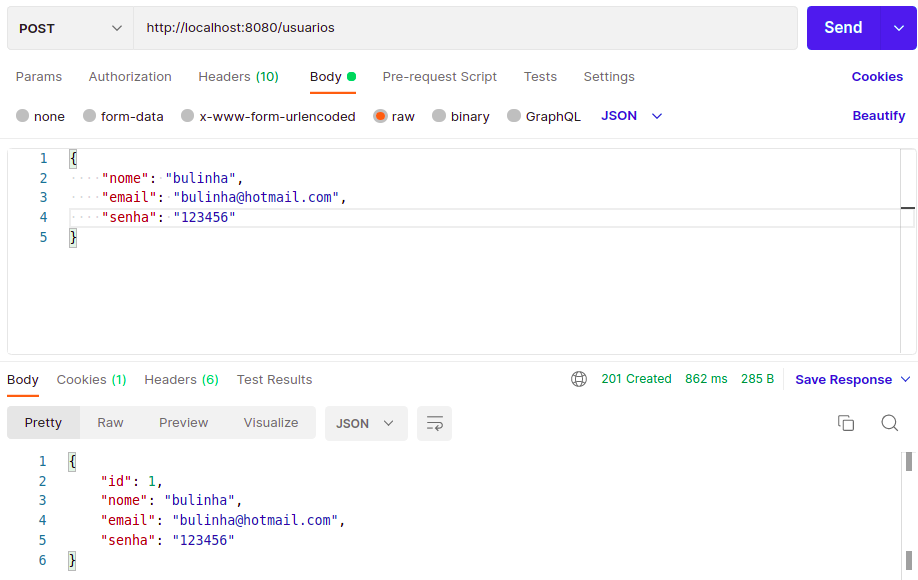 POST http://localhost:8080/usuarios Send
Params Authorization Headers (10) Body Pre-request Script Tests Settings Cookies
none form-data x-www-form-urlencoded raw binary GraphQL JSON Beautify
1 {
2 "nome": "bulinha",
3 "email": "bulinha@hotmail.com",
4 "senha": "123456"
5 }
Body Cookies (1) Headers (6) Test Results 201 Created 862 ms 285 B Save Response
Pretty Raw Preview Visualize JSON
1 {
2 "id": 1,
3 "nome": "bulinha",
4 "email": "bulinha@hotmail.com",
5 "senha": "123456"
6 }